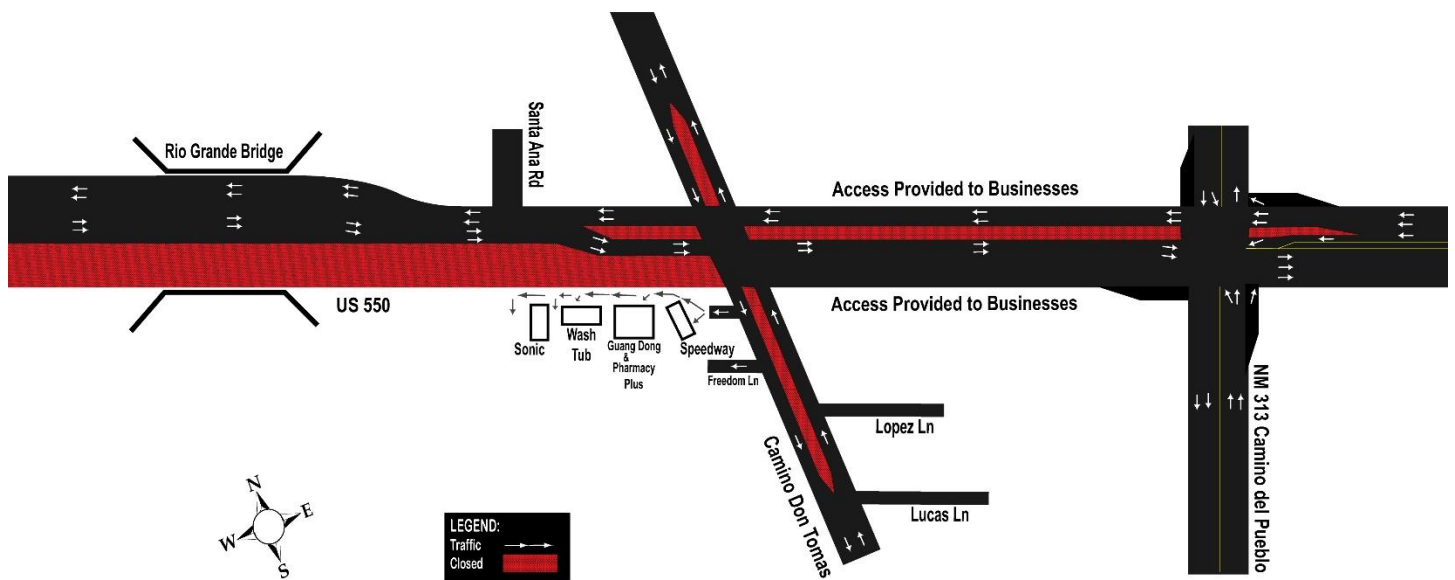 Rio Grande Bridge
Santa Ana Rd
Access Provided to Businesses
US 550
Access Provided to Businesses
Sonic
Wash
Tub
Guang Dong
&
Pharmacy
Plus
Speedway
Freedom Ln
Lopez Ln
Lucas Ln
Camino Don Tomas
NM 313 Camino del Pueblo
N
E
W
S
LEGEND:
Traffic
Closed